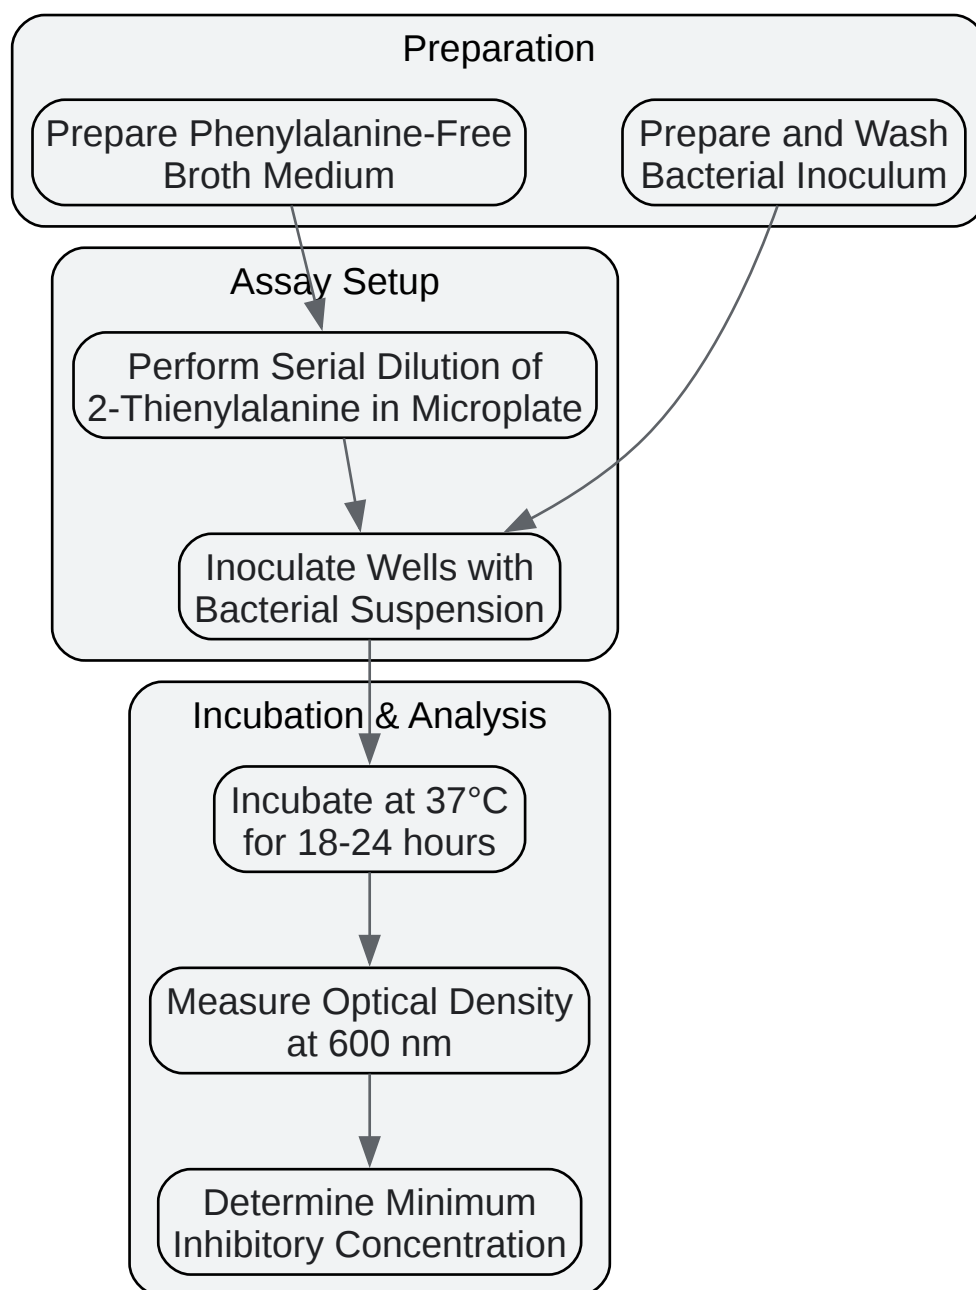 Preparation
Prepare Phenylalanine-Free
Broth Medium
Prepare and Wash
Bacterial Inoculum
Assay Setup
Perform Serial Dilution of
2-Thienylalanine in Microplate
Inoculate Wells with
Bacterial Suspension
Incubation & Analysis
Incubate at 37°C
for 18-24 hours
Measure Optical Density
at 600 nm
Determine Minimum
Inhibitory Concentration